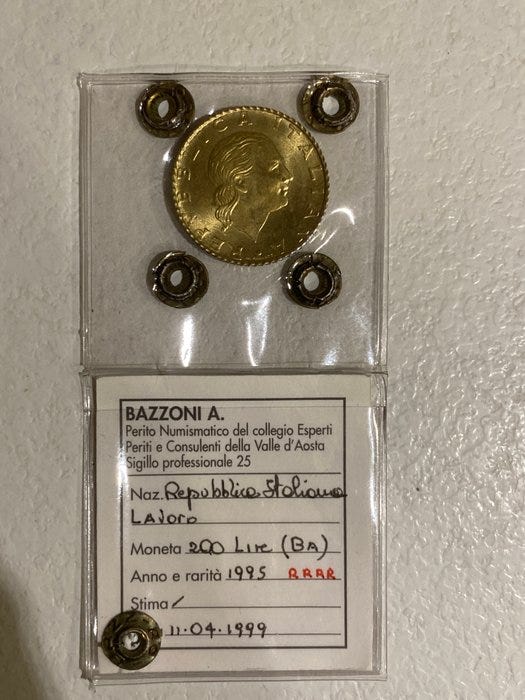 REPVBBLICA ITALIANA
BAZZONI A.
Perito Numismatico del collegio Esperti
Periti e Consulenti della Valle d'Aosta
Sigillo professionale 25
Naz. Repubblica Italiana
LAVORO
Moneta 200 Lire (BA)
Anno e rarità 1995 RRRR
Stima /
11-04-1999